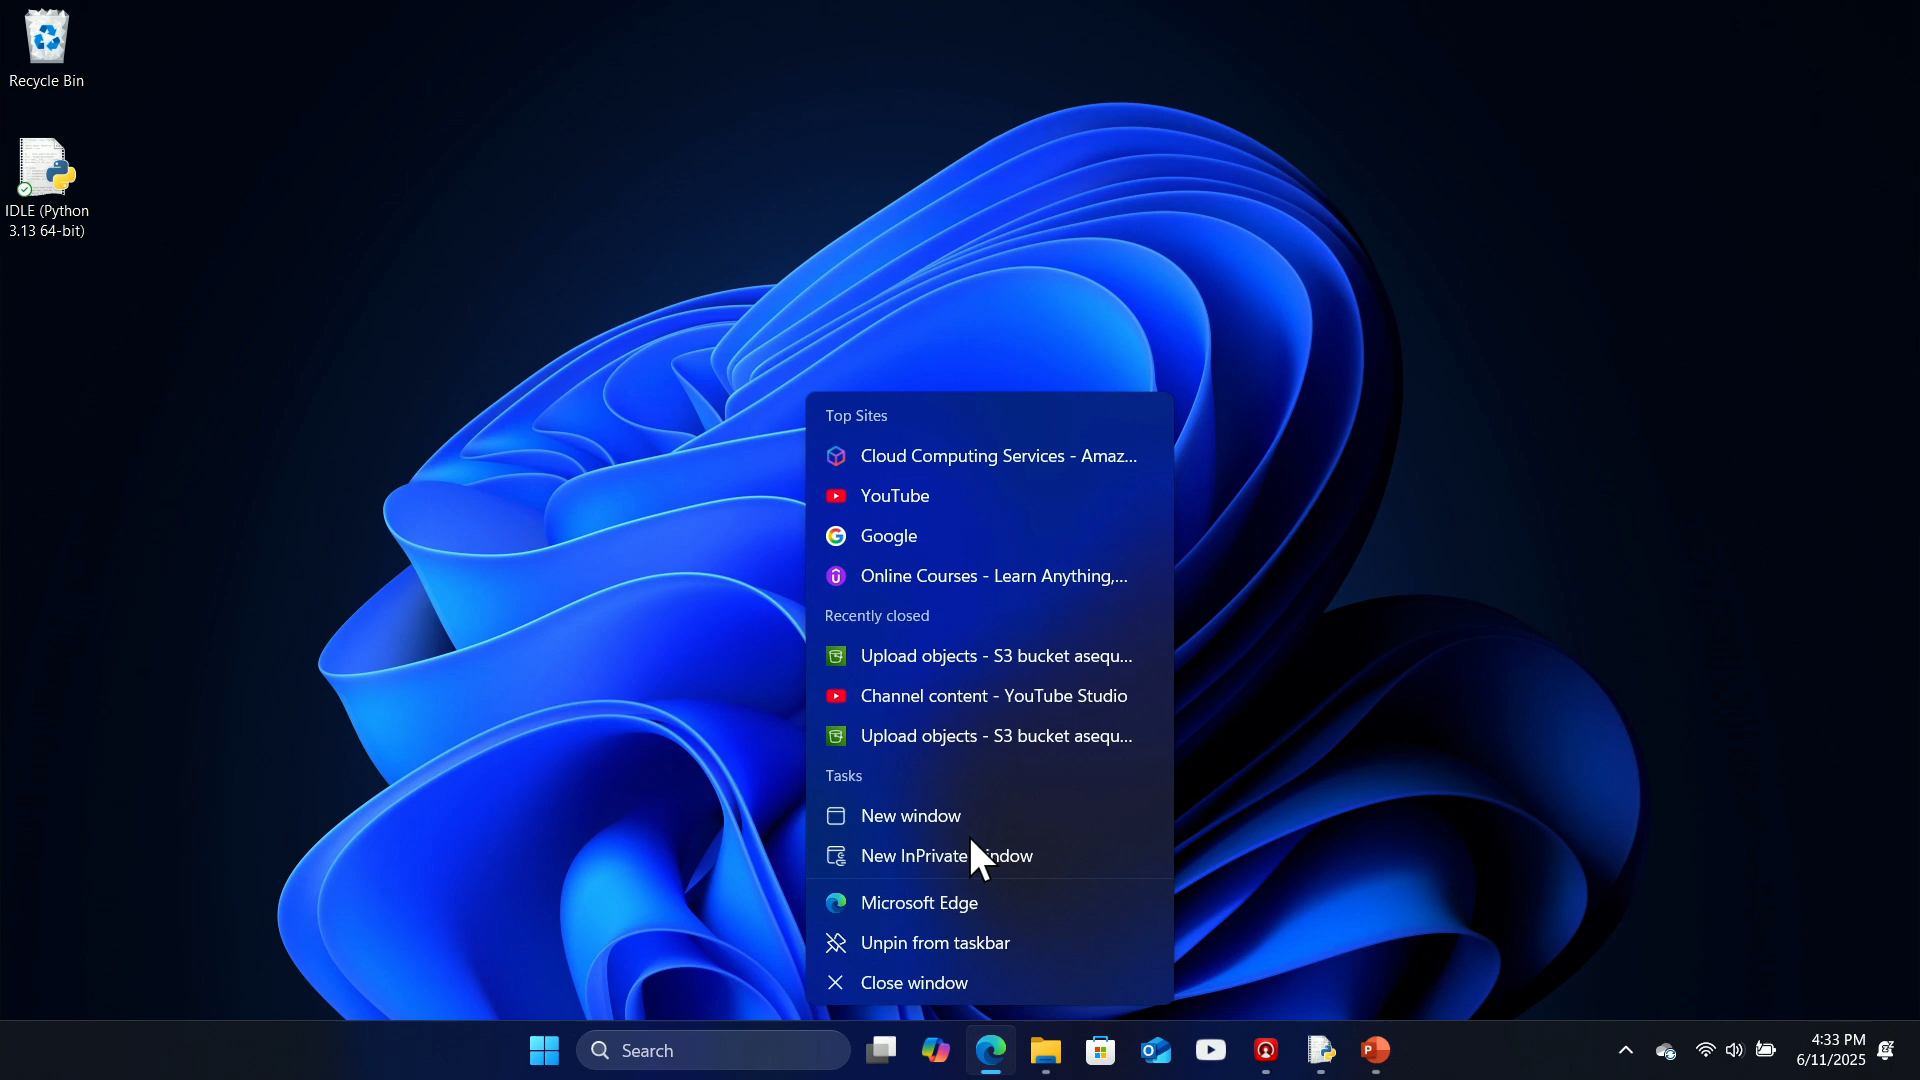 Recycle Bin
IDLE (Python
3.13 64-bit)
Top Sites
Cloud Computing Services - Amaz...
YouTube
Google
Online Courses - Learn Anything,...
Recently closed
Upload objects - S3 bucket asequ...
Channel content - YouTube Studio
Upload objects - S3 bucket asequ...
Tasks
New window
New InPrivate window
Microsoft Edge
Unpin from taskbar
Close window
Search
4:33 PM
6/11/2025